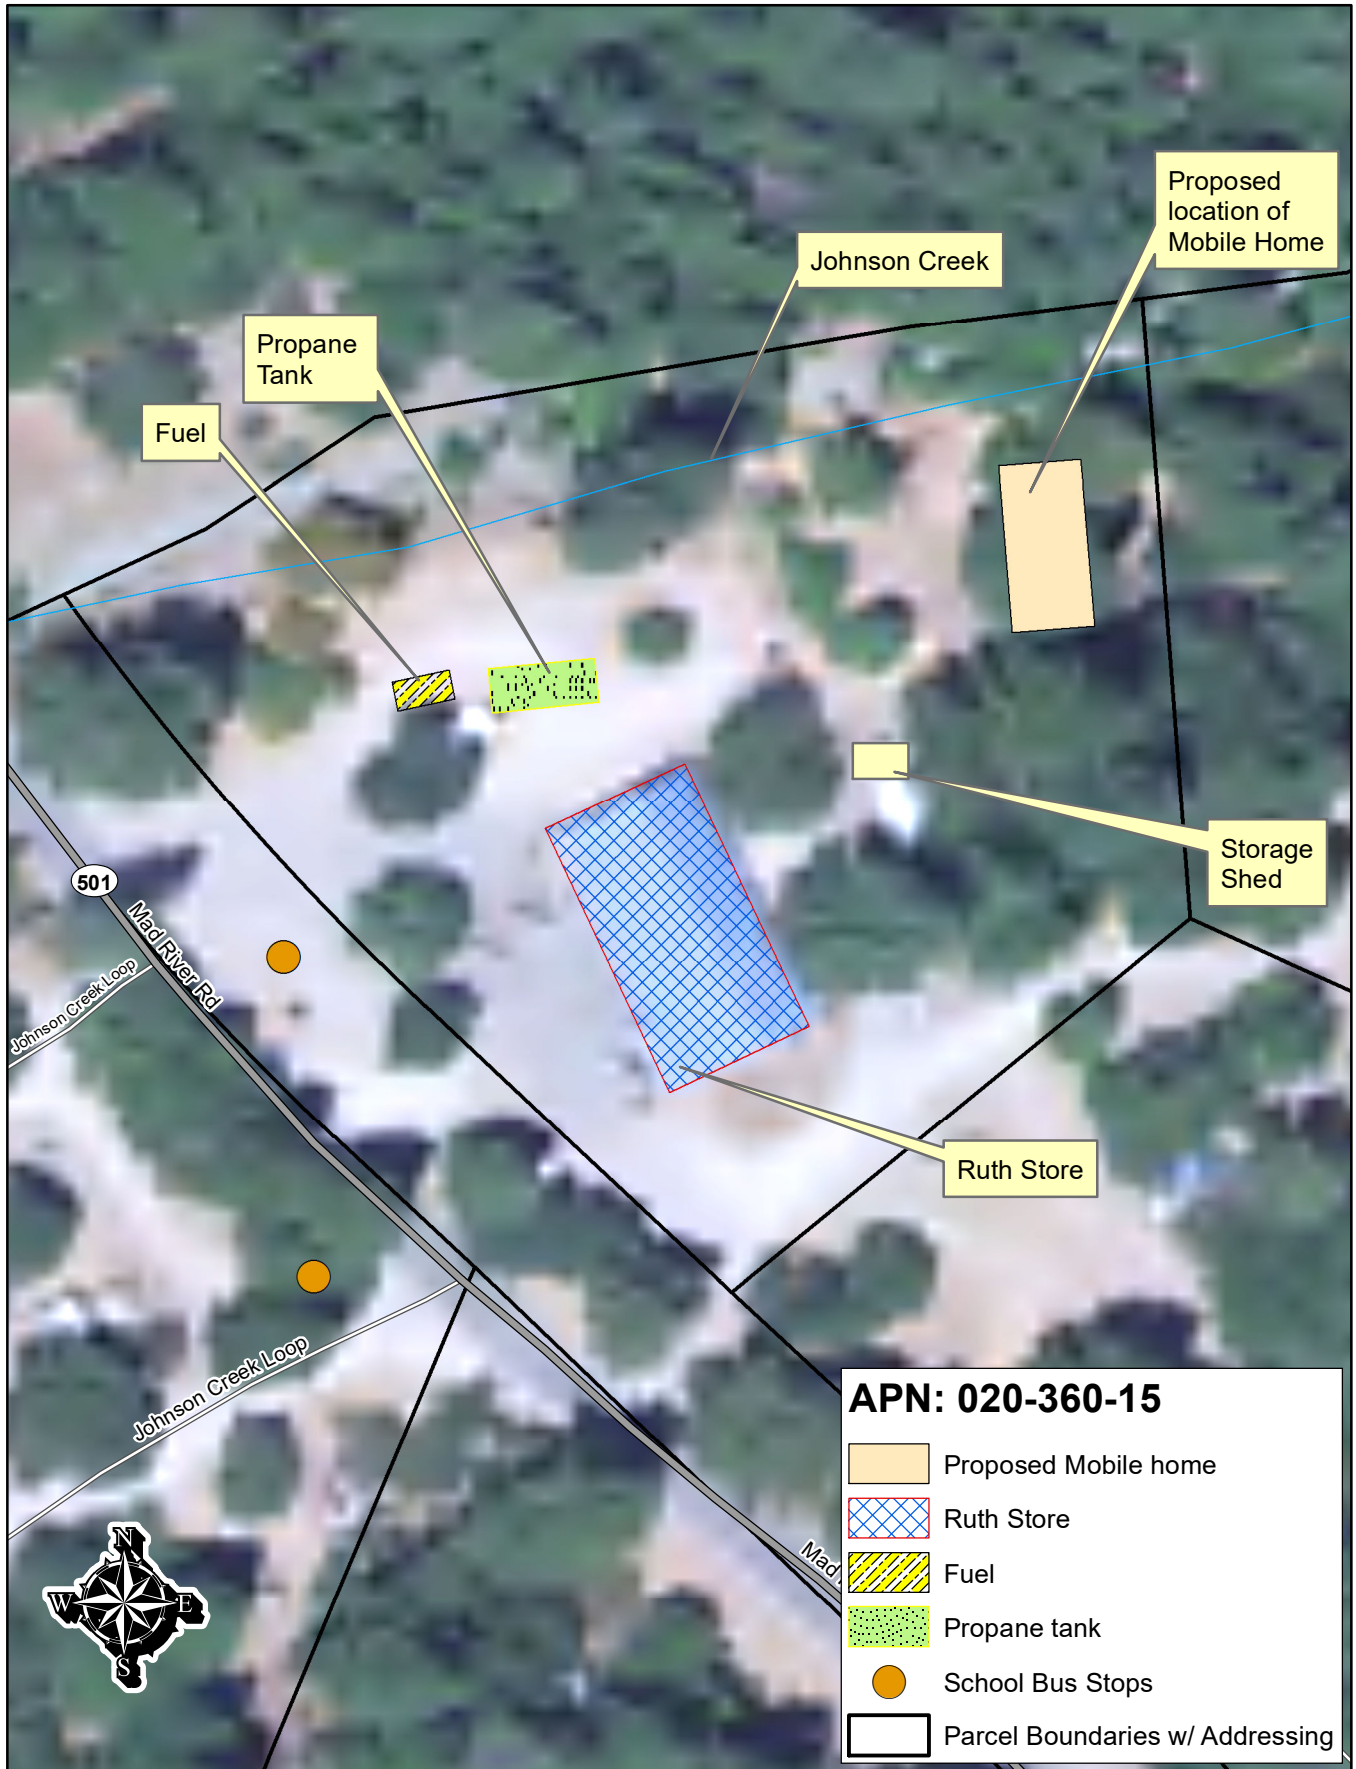 Proposed
location of
Mobile Home
Johnson Creek
Propane
Tank
Fuel
Storage
Shed
501
Mad River Rd
Johnson Creek Loop
Ruth Store
Johnson Creek Loop
Mad
N
W E
S
APN: 020-360-15
Proposed Mobile home
Ruth Store
Fuel
Propane tank
School Bus Stops
Parcel Boundaries w/ Addressing